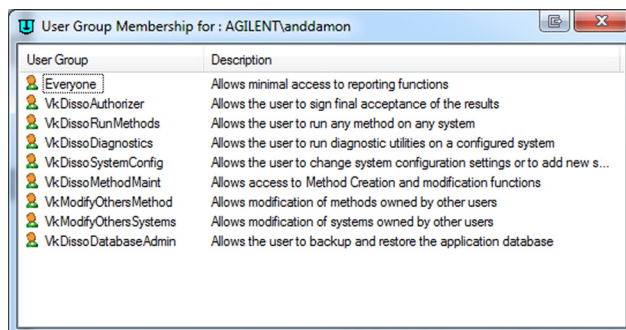 User Group Membership for : AGILENT\anddamon
User Group Description
Everyone Allows minimal access to reporting functions
VkDissoAuthorizer Allows the user to sign final acceptance of the results
VkDissoRunMethods Allows the user to run any method on any system
VkDissoDiagnostics Allows the user to run diagnostic utilities on a configured system
VkDissoSystemConfig Allows the user to change system configuration settings or to add new s...
VkDissoMethodMaint Allows access to Method Creation and modification functions
VkModifyOthersMethod Allows modification of methods owned by other users
VkModifyOthersSystems Allows modification of systems owned by other users
VkDissoDatabaseAdmin Allows the user to backup and restore the application database